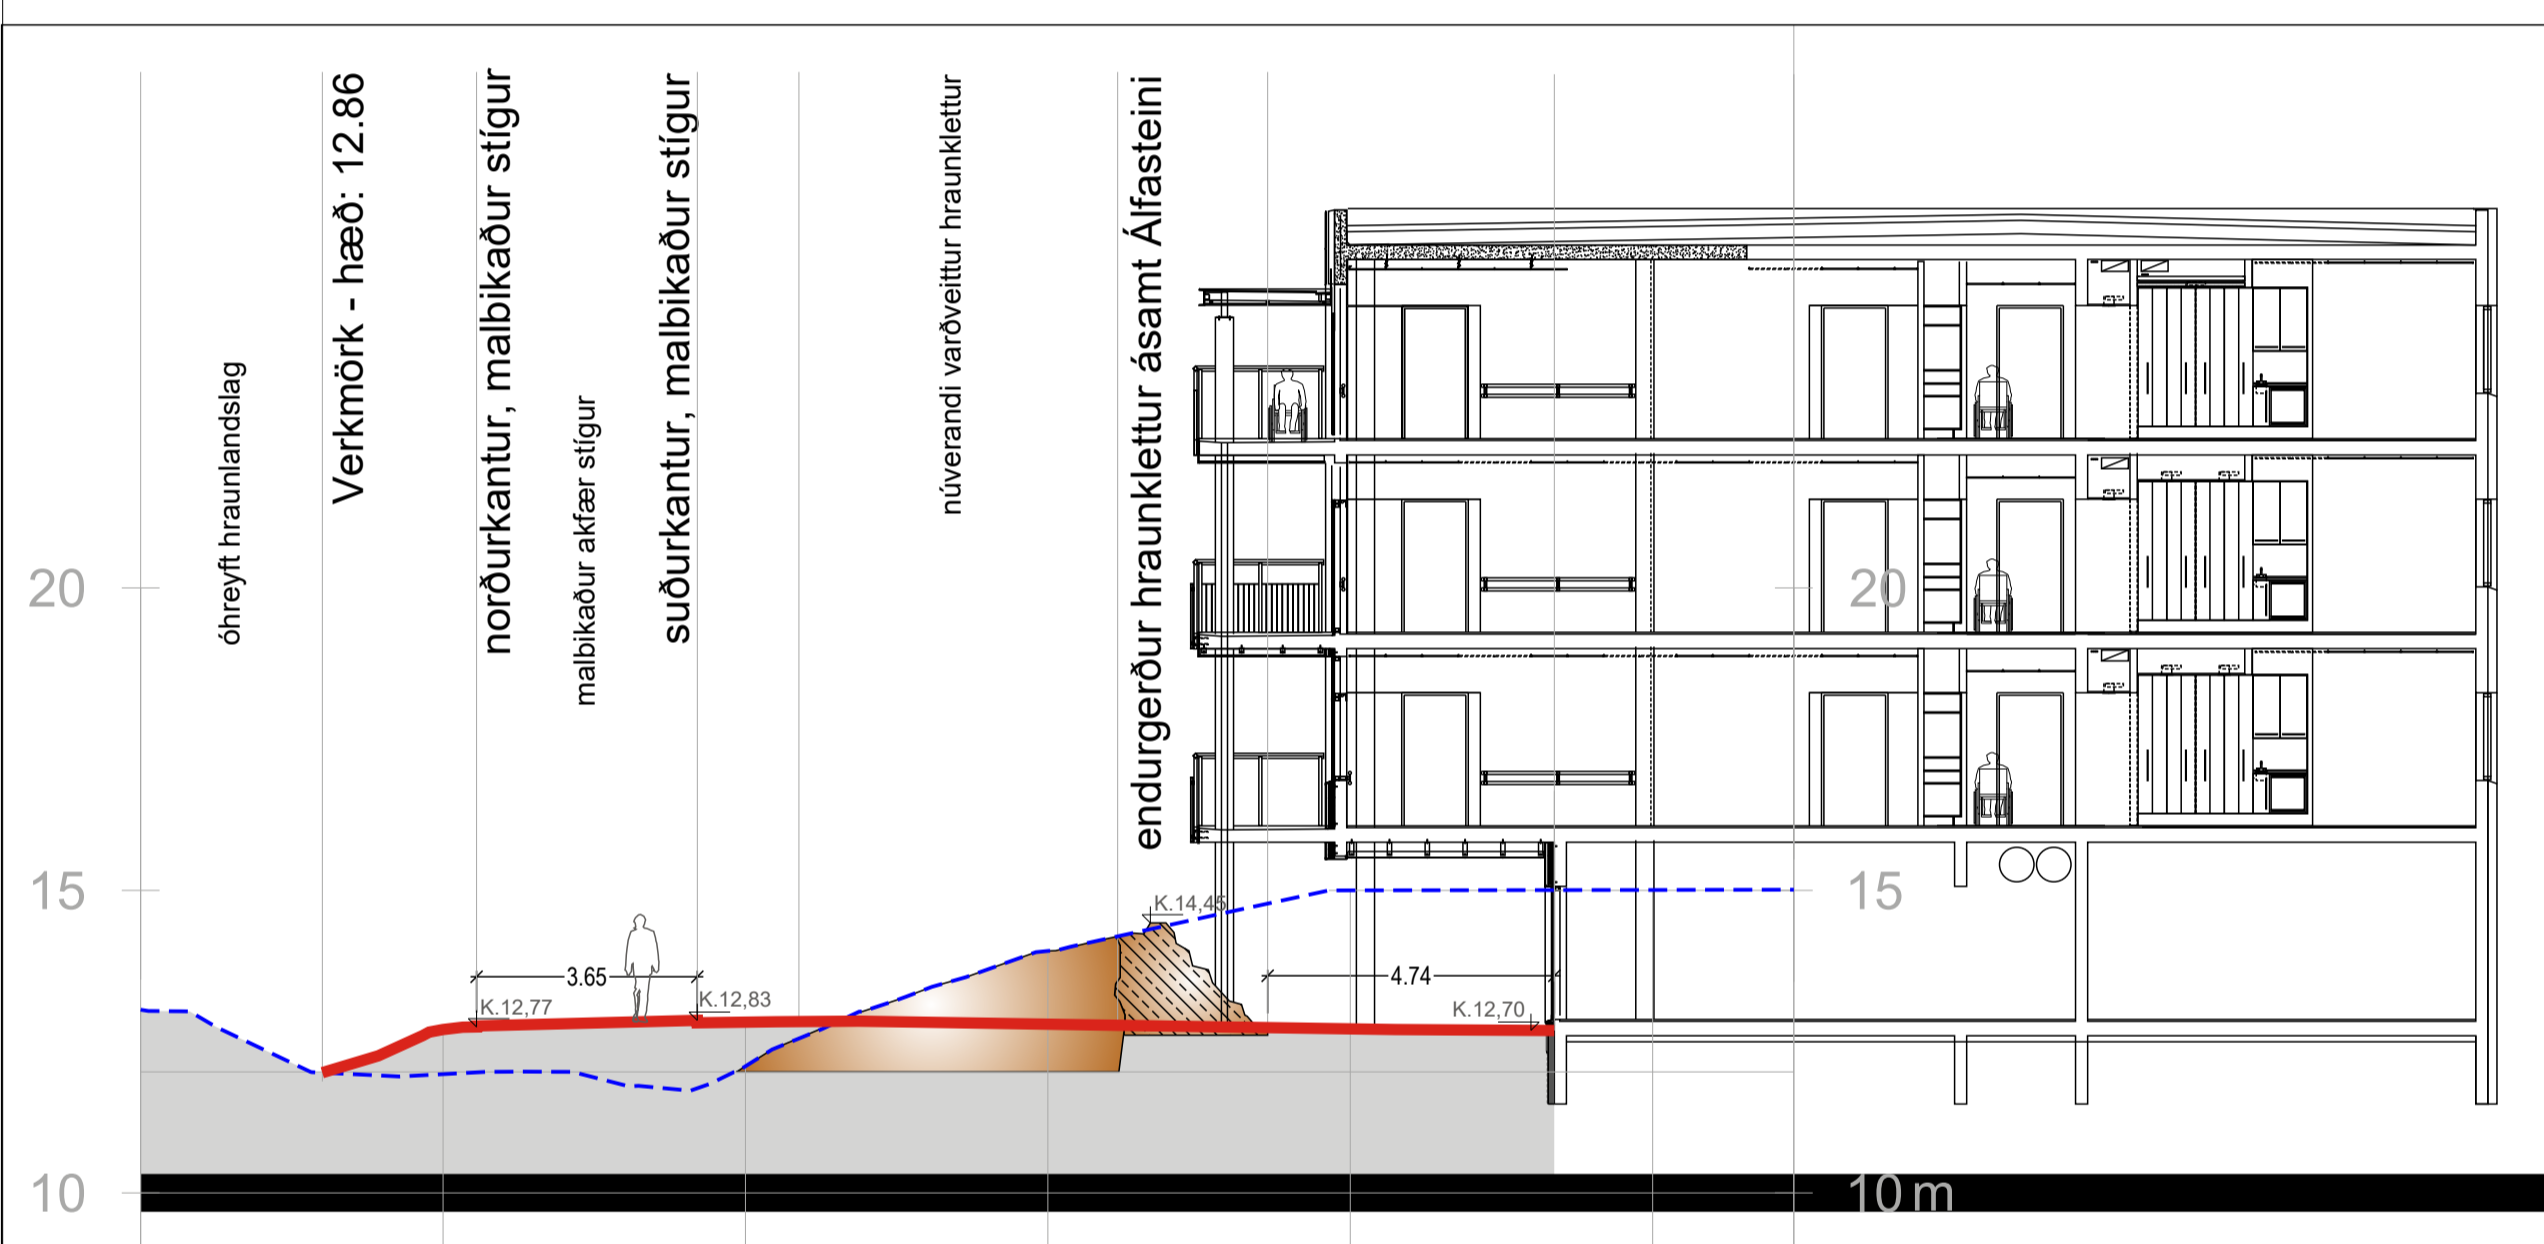 óhreyft hraunlandslag
Verkmörk - hæð: 12.86
norðurkantur, malbikaður stígur
malbikaður akfær stígur
suðurkantur, malbikaður stígur
núverandi varðveittur hraunklettur
endurgerður hraunklettur ásamt Álfasteini
20
20
15
15
K.14,45
3.65
4.74
K.12,77
K.12,83
K.12,70
10
10 m